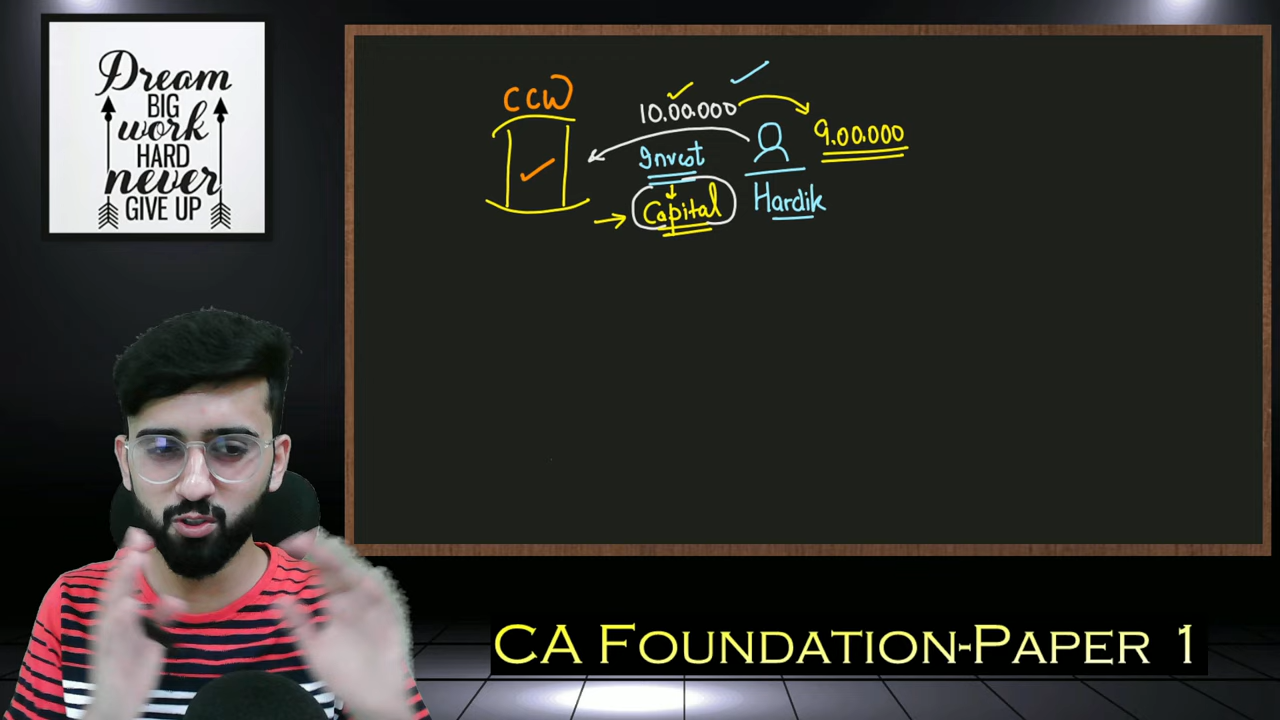 Dream
BIG
work
HARD
never
GIVE UP
CCW
10,00,000
9,00,000
Invest
Capital
Hardik
CA FOUNDATION-PAPER 1